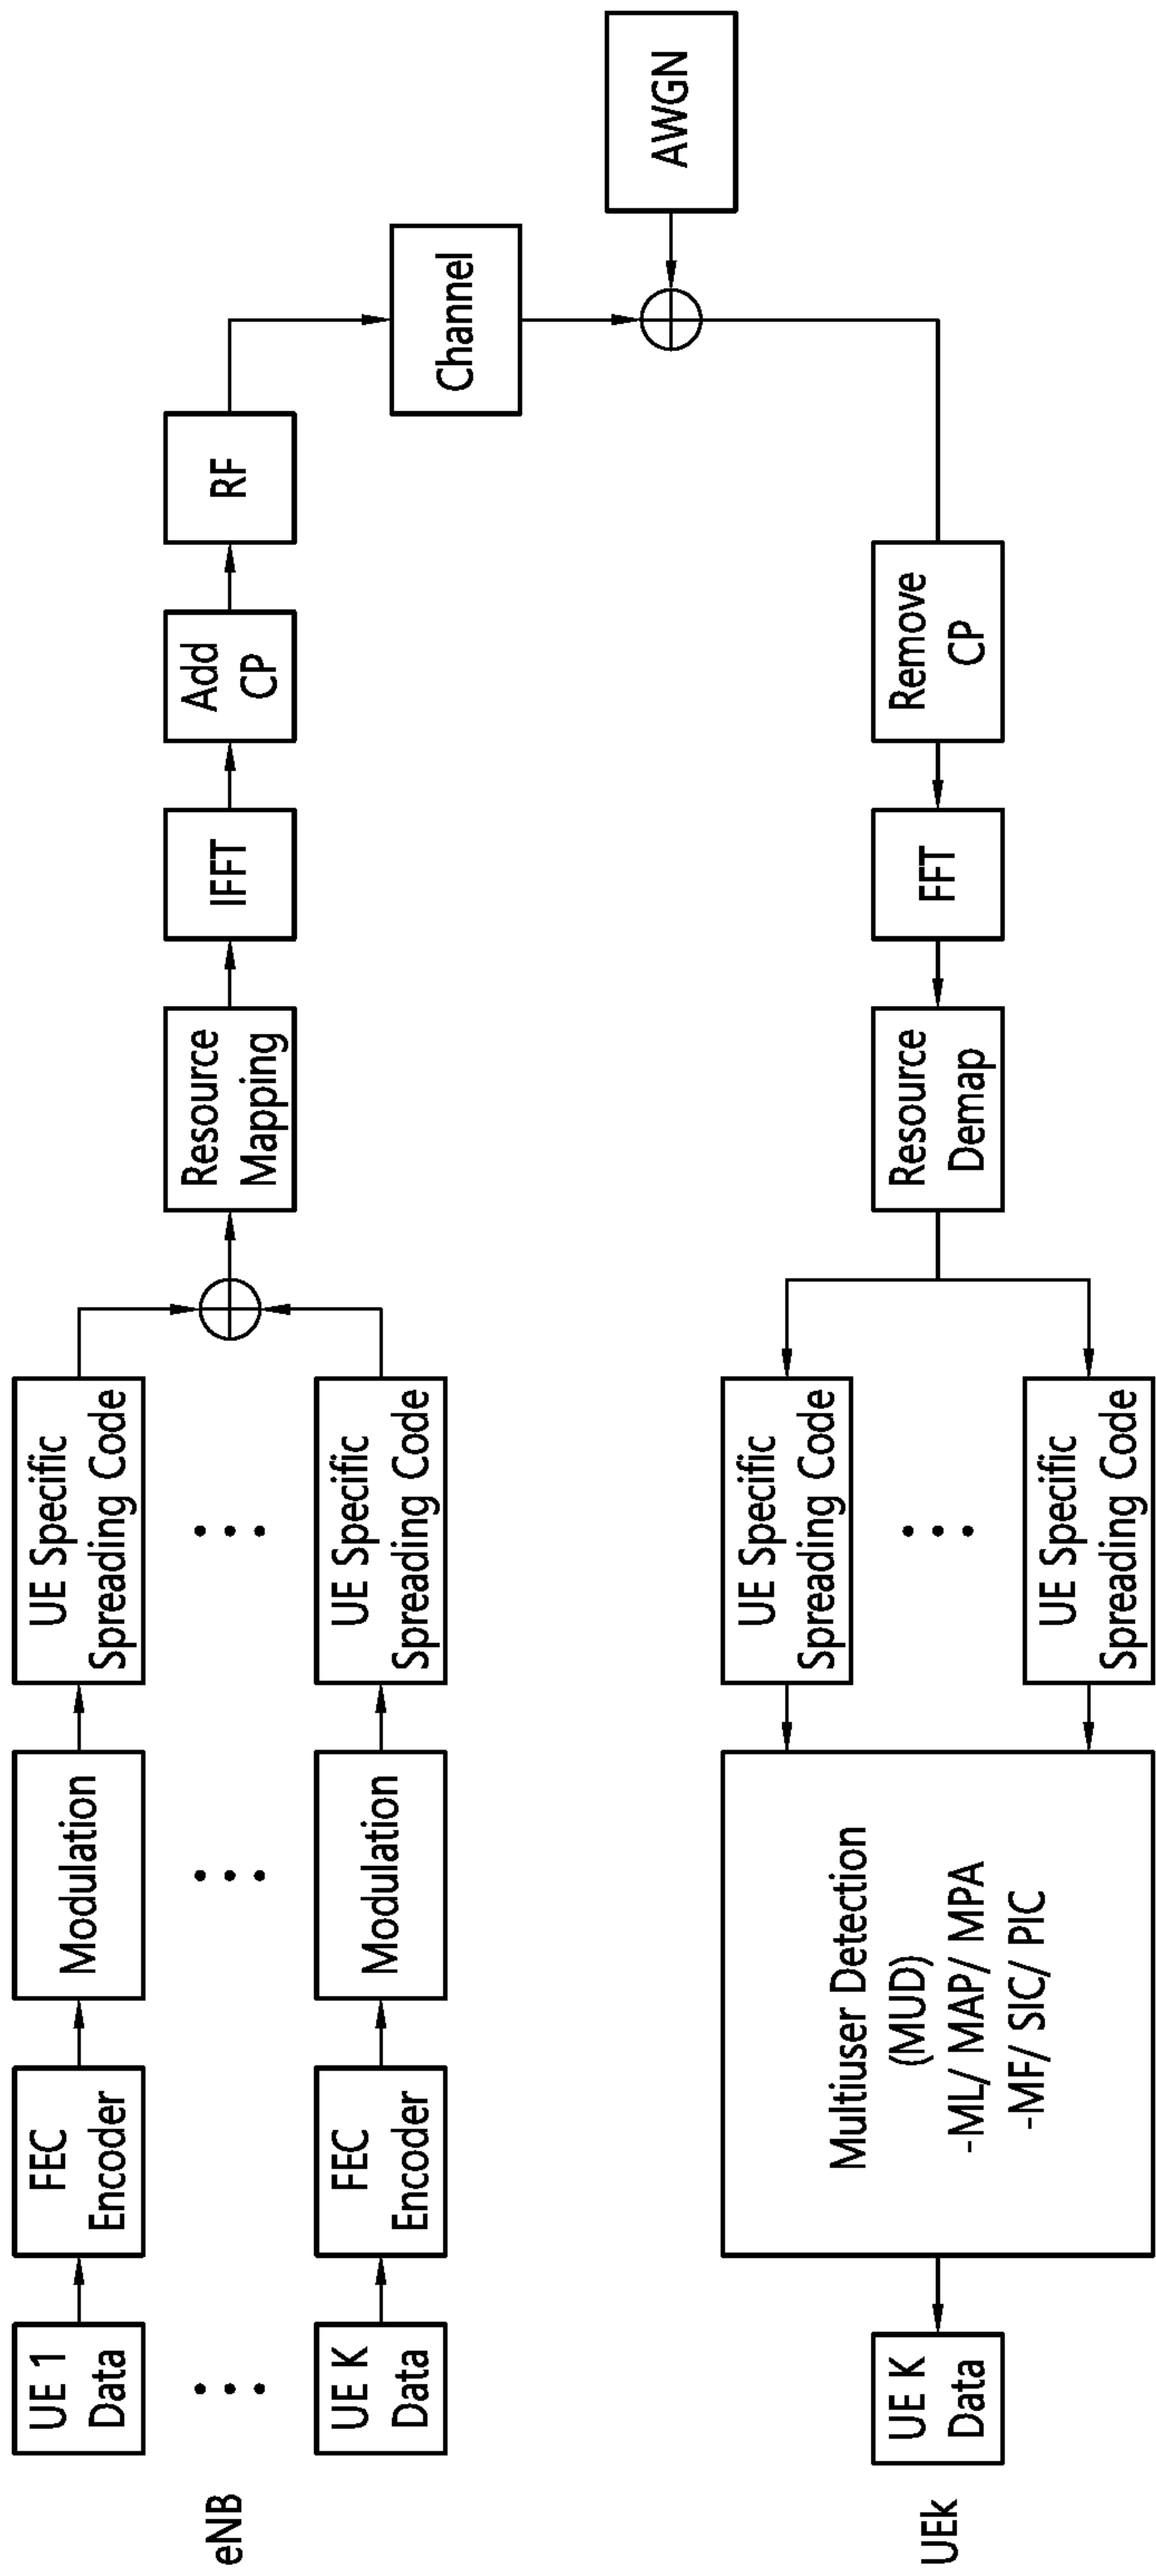 eNB
UE 1
Data
FEC
Encoder
Modulation
UE Specific
Spreading Code
UE K
Data
FEC
Encoder
Modulation
UE Specific
Spreading Code
Resource
Mapping
IFFT
Add
CP
RF
Channel
AWGN
Remove
CP
FFT
Resource
Demap
UE Specific
Spreading Code
UE Specific
Spreading Code
Multiuser Detection
(MUD)
-ML/ MAP/ MPA
-MF/ SIC/ PIC
UE K
Data
UEk